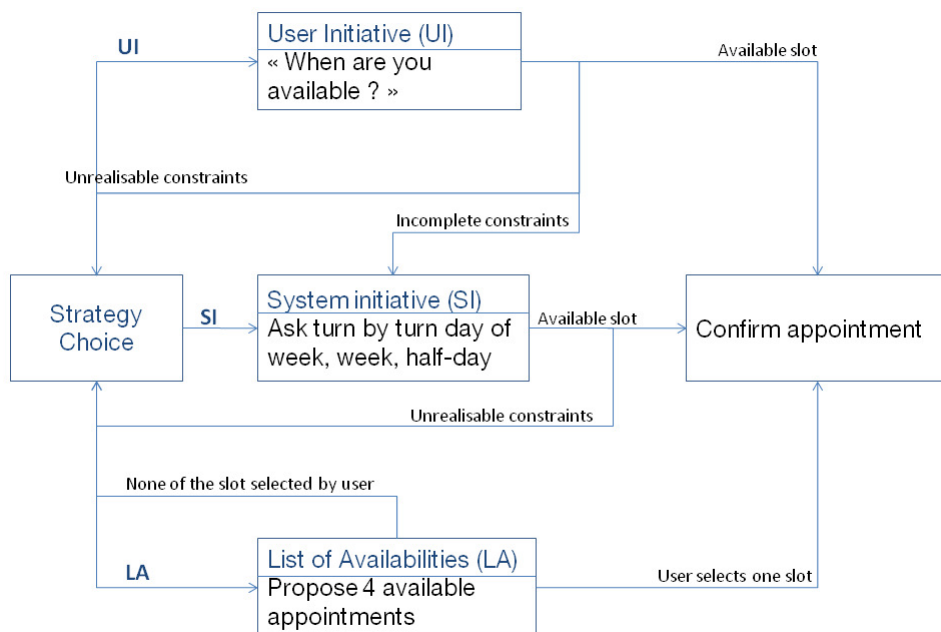 UI
User Initiative (UI)
« When are you
available ? »
Available slot
Unrealisable constraints
Incomplete constraints
Strategy
Choice
SI
System initiative (SI)
Ask turn by turn day of
week, week, half-day
Available slot
Confirm appointment
Unrealisable constraints
None of the slot selected by user
LA
List of Availabilities (LA)
Propose 4 available
appointments
User selects one slot